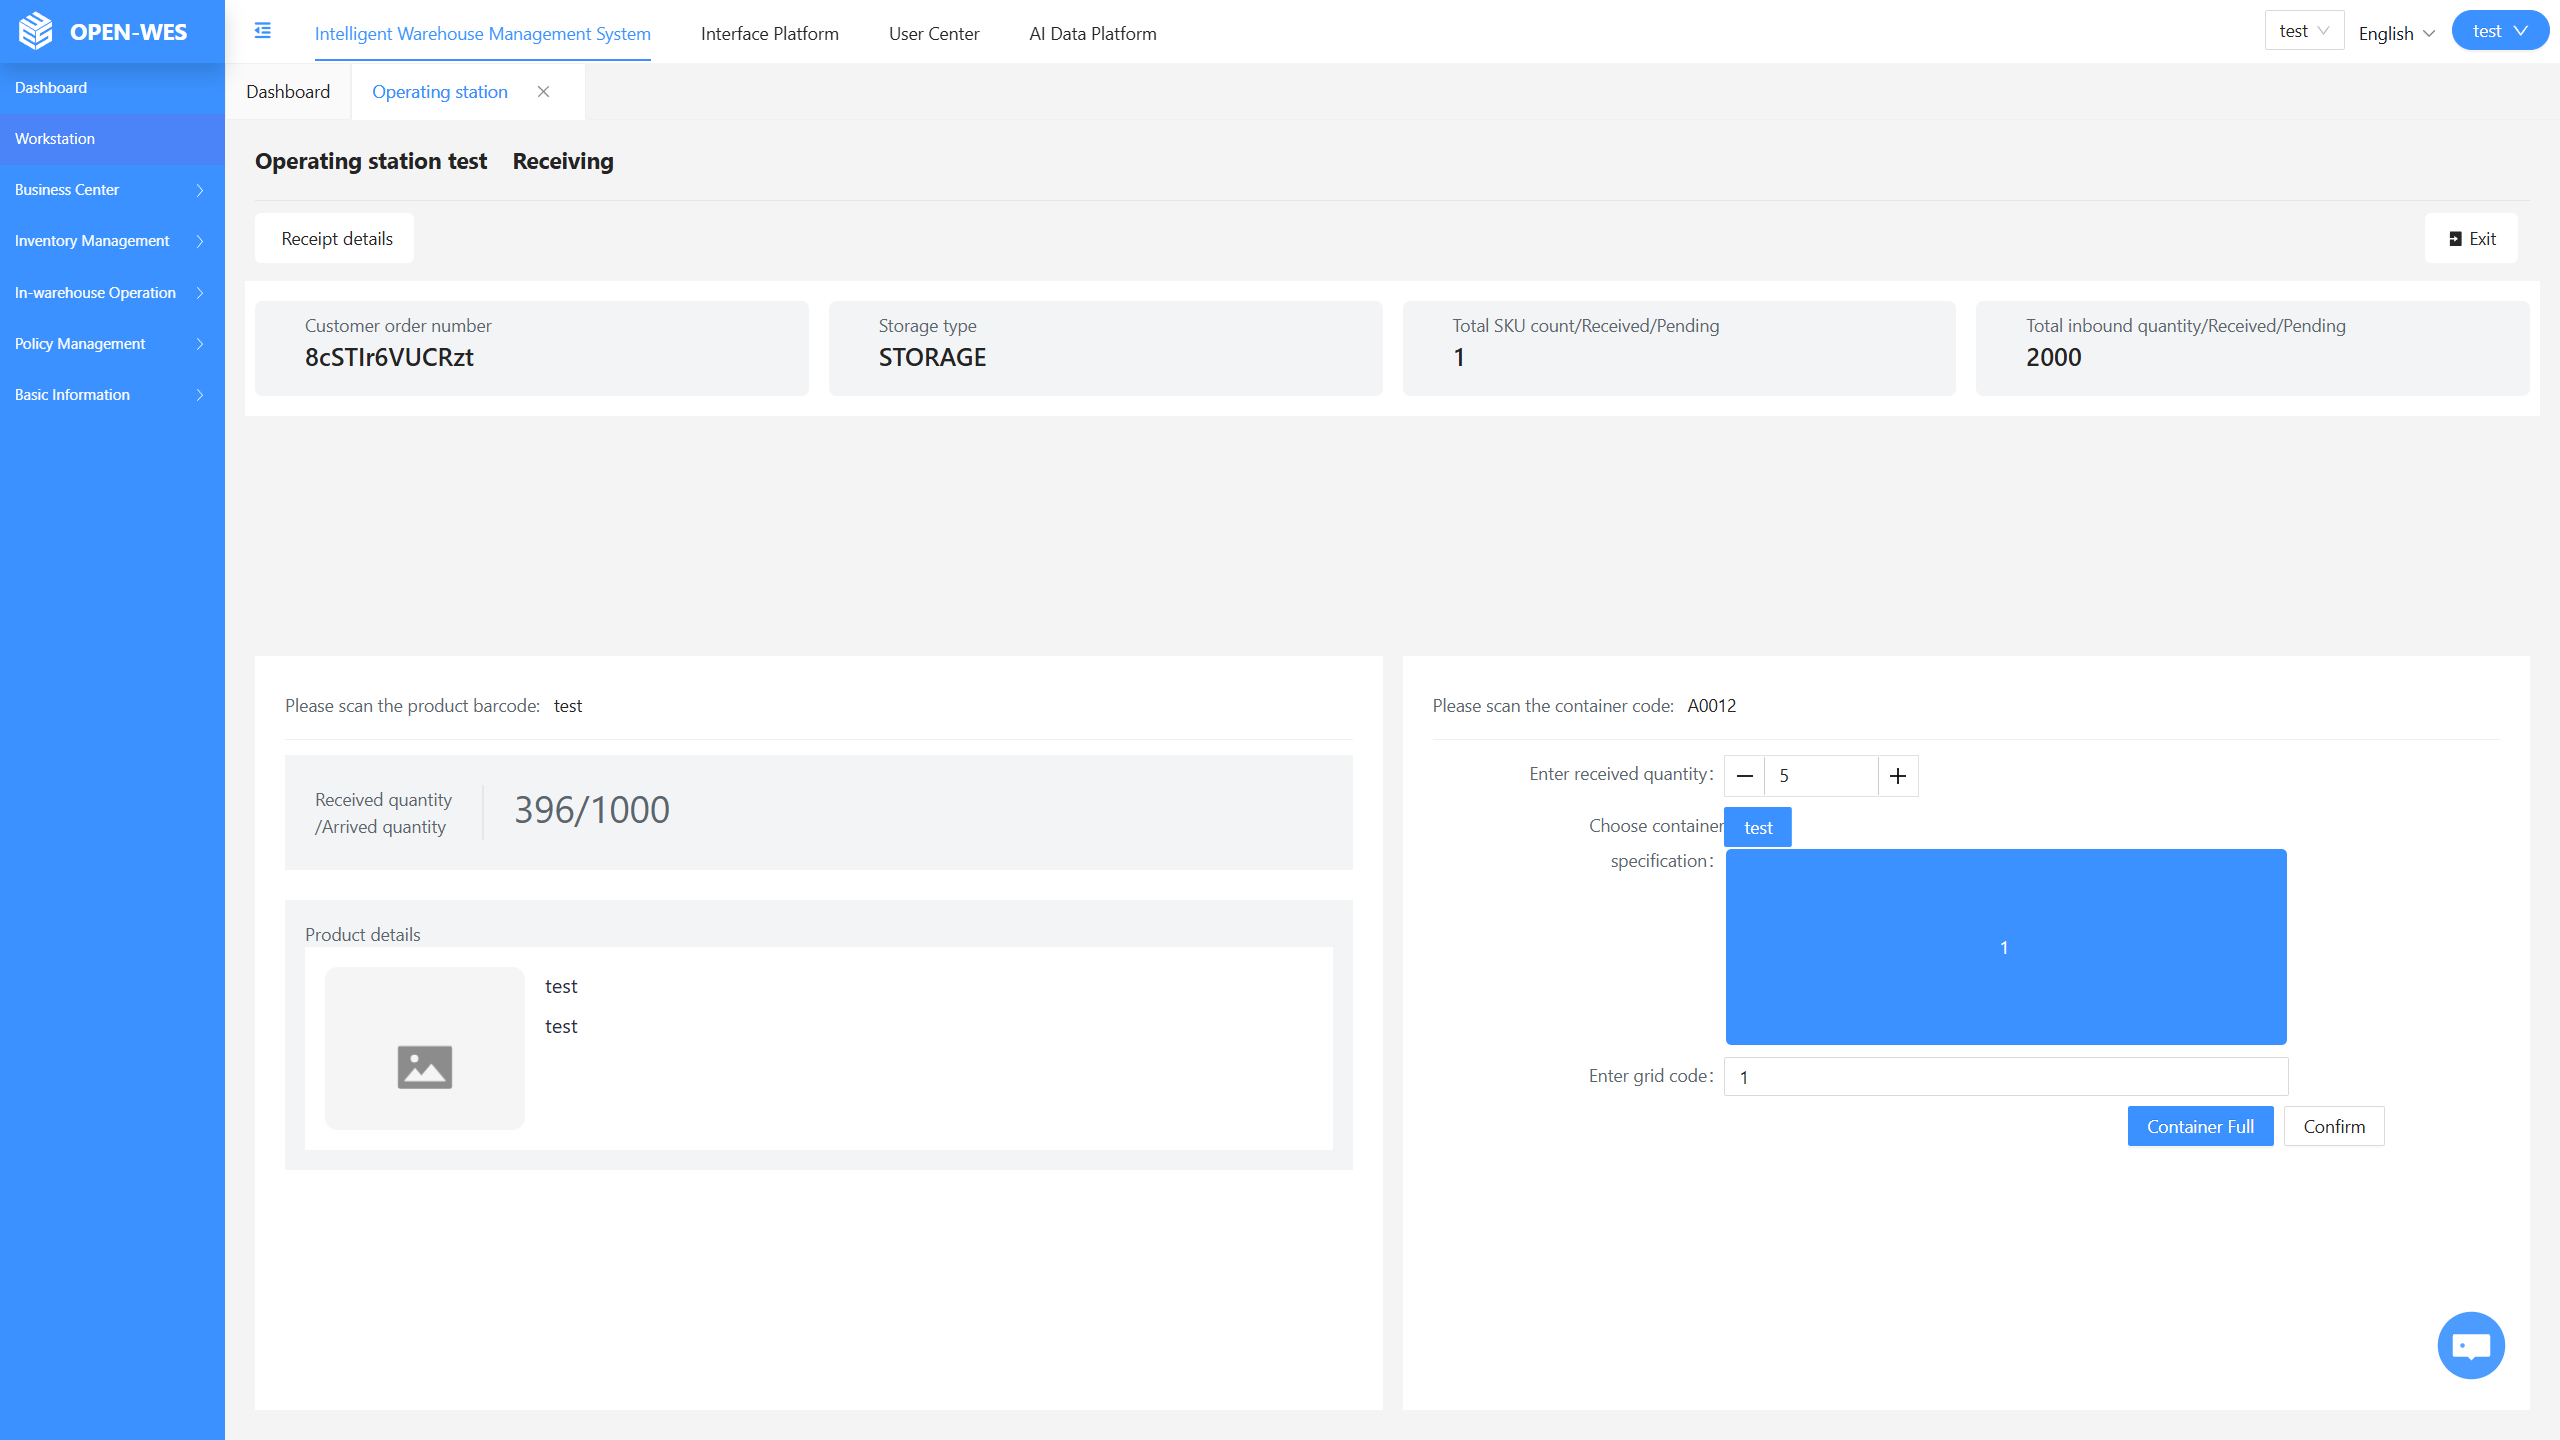 OPEN-WES
Intelligent Warehouse Management System
Interface Platform
User Center
AI Data Platform
test
English
test
Dashboard
Workstation
Business Center
Inventory Management
In-warehouse Operation
Policy Management
Basic Information
Dashboard
Operating station
Operating station test
Receiving
Receipt details
Exit
Customer order number
8cSTIr6VUCRzt
Storage type
STORAGE
Total SKU count/Received/Pending
1
Total inbound quantity/Received/Pending
2000
Please scan the product barcode: test
Received quantity
/Arrived quantity
396/1000
Product details
test
test
Please scan the container code: A0012
Enter received quantity: 5
Choose container
specification:
test
1
Enter grid code: 1
Container Full
Confirm